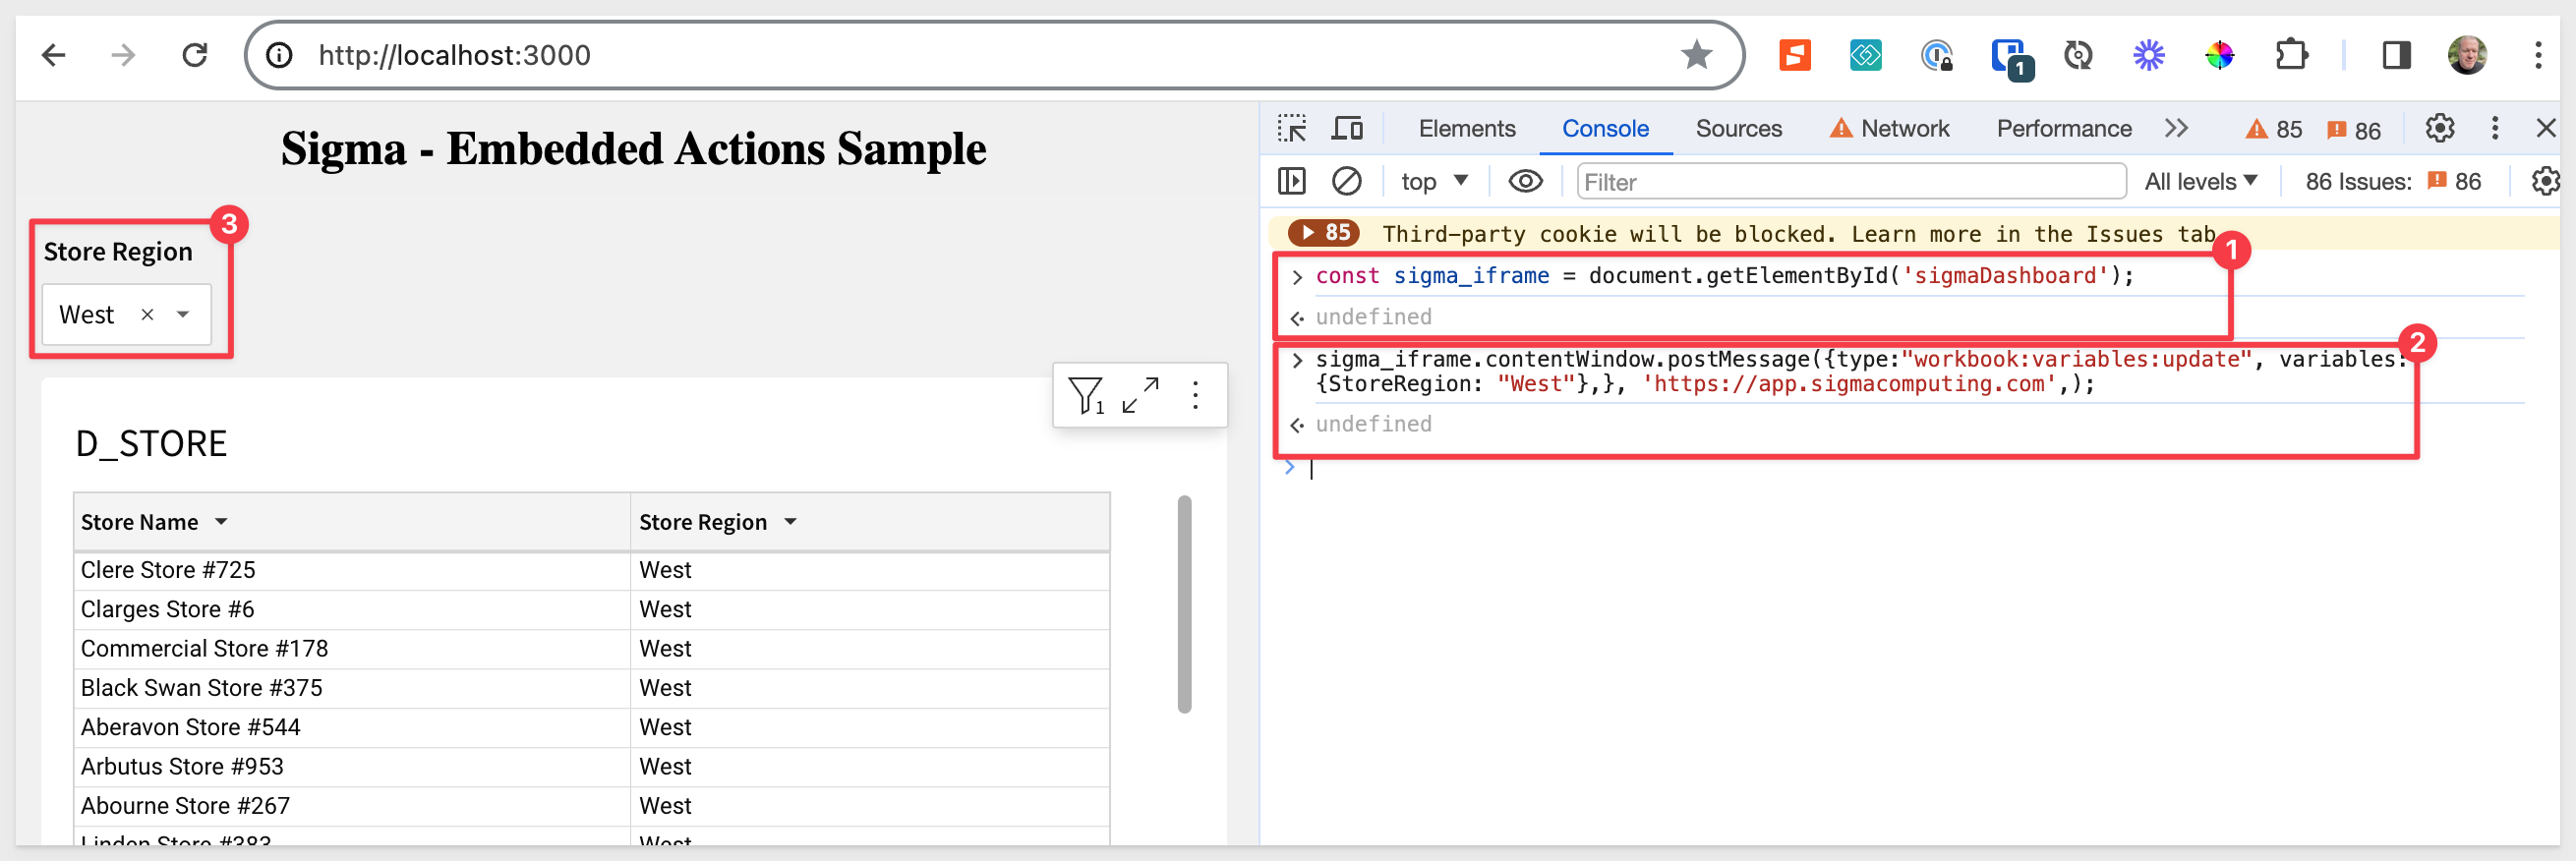 http://localhost:3000
1
Sigma - Embedded Actions Sample
3
Store Region
West
1
D_STORE
Store Name
Store Region
Clere Store #725
West
Clarges Store #6
West
Commercial Store #178
West
Black Swan Store #375
West
Aberavon Store #544
West
Arbutus Store #953
West
Abourne Store #267
West
Linden Store #383
West
Elements
Console
Sources
Network
Performance
85
86
top
Filter
All levels
86 Issues:
86
85
Third-party cookie will be blocked. Learn more in the Issues tab
1
const sigma_iframe = document.getElementById('sigmaDashboard');
undefined
2
sigma_iframe.contentWindow.postMessage({type:"workbook:variables:update", variables:
{StoreRegion: "West"},}, 'https://app.sigmacomputing.com',);
undefined